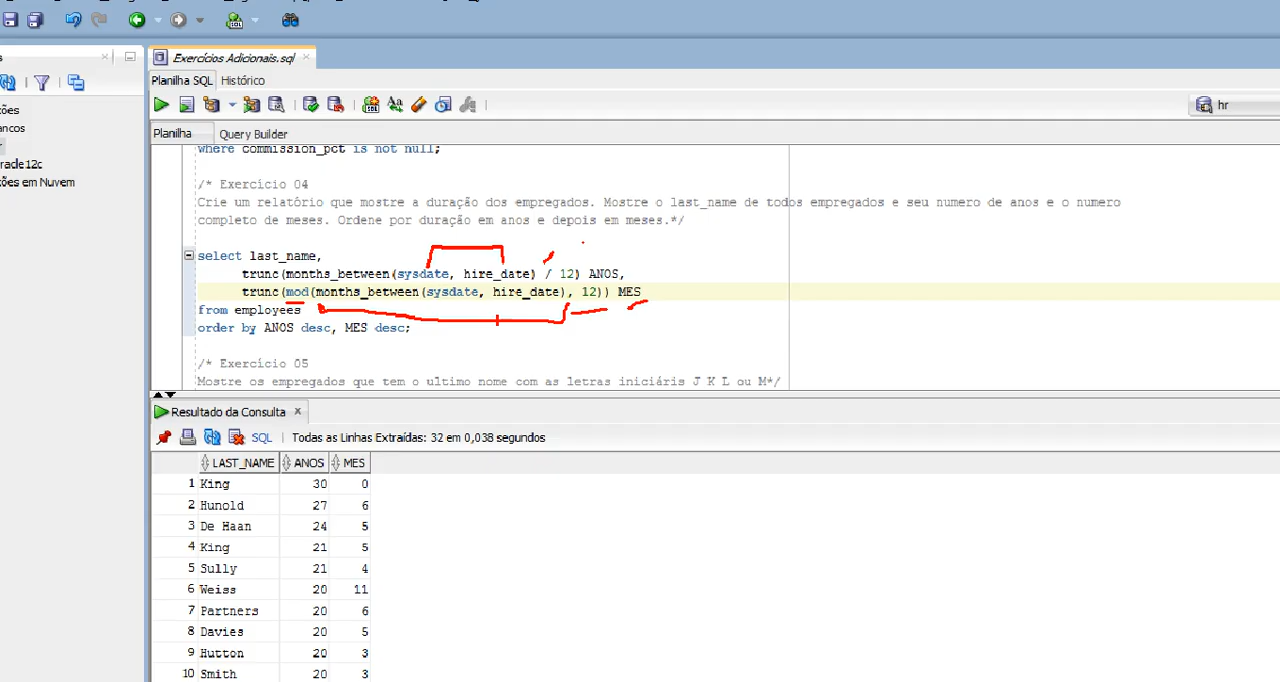 Exercícios Adicionais.sql
Planilha SQL Histórico
hr
Planilha Query Builder
where commission_pct is not null;
ões
ancos
r
racle12c
ões em Nuvem
/* Exercício 04
Crie um relatório que mostre a duração dos empregados. Mostre o last_name de todos empregados e seu numero de anos e o numero
completo de meses. Ordene por duração em anos e depois em meses.*/
select last_name,
trunc(months_between(sysdate, hire_date) / 12) ANOS,
trunc(mod(months_between(sysdate, hire_date), 12)) MES
from employees
order by ANOS desc, MES desc;
/* Exercício 05
Mostre os empregados que tem o ultimo nome com as letras iniciáris J K L ou M*/
Resultado da Consulta
SQL | Todas as Linhas Extraídas: 32 em 0,038 segundos
LAST_NAME ANOS MES
1 King 30 0
2 Hunold 27 6
3 De Haan 24 5
4 King 21 5
5 Sully 21 4
6 Weiss 20 11
7 Partners 20 6
8 Davies 20 5
9 Hutton 20 3
10 Smith 20 3